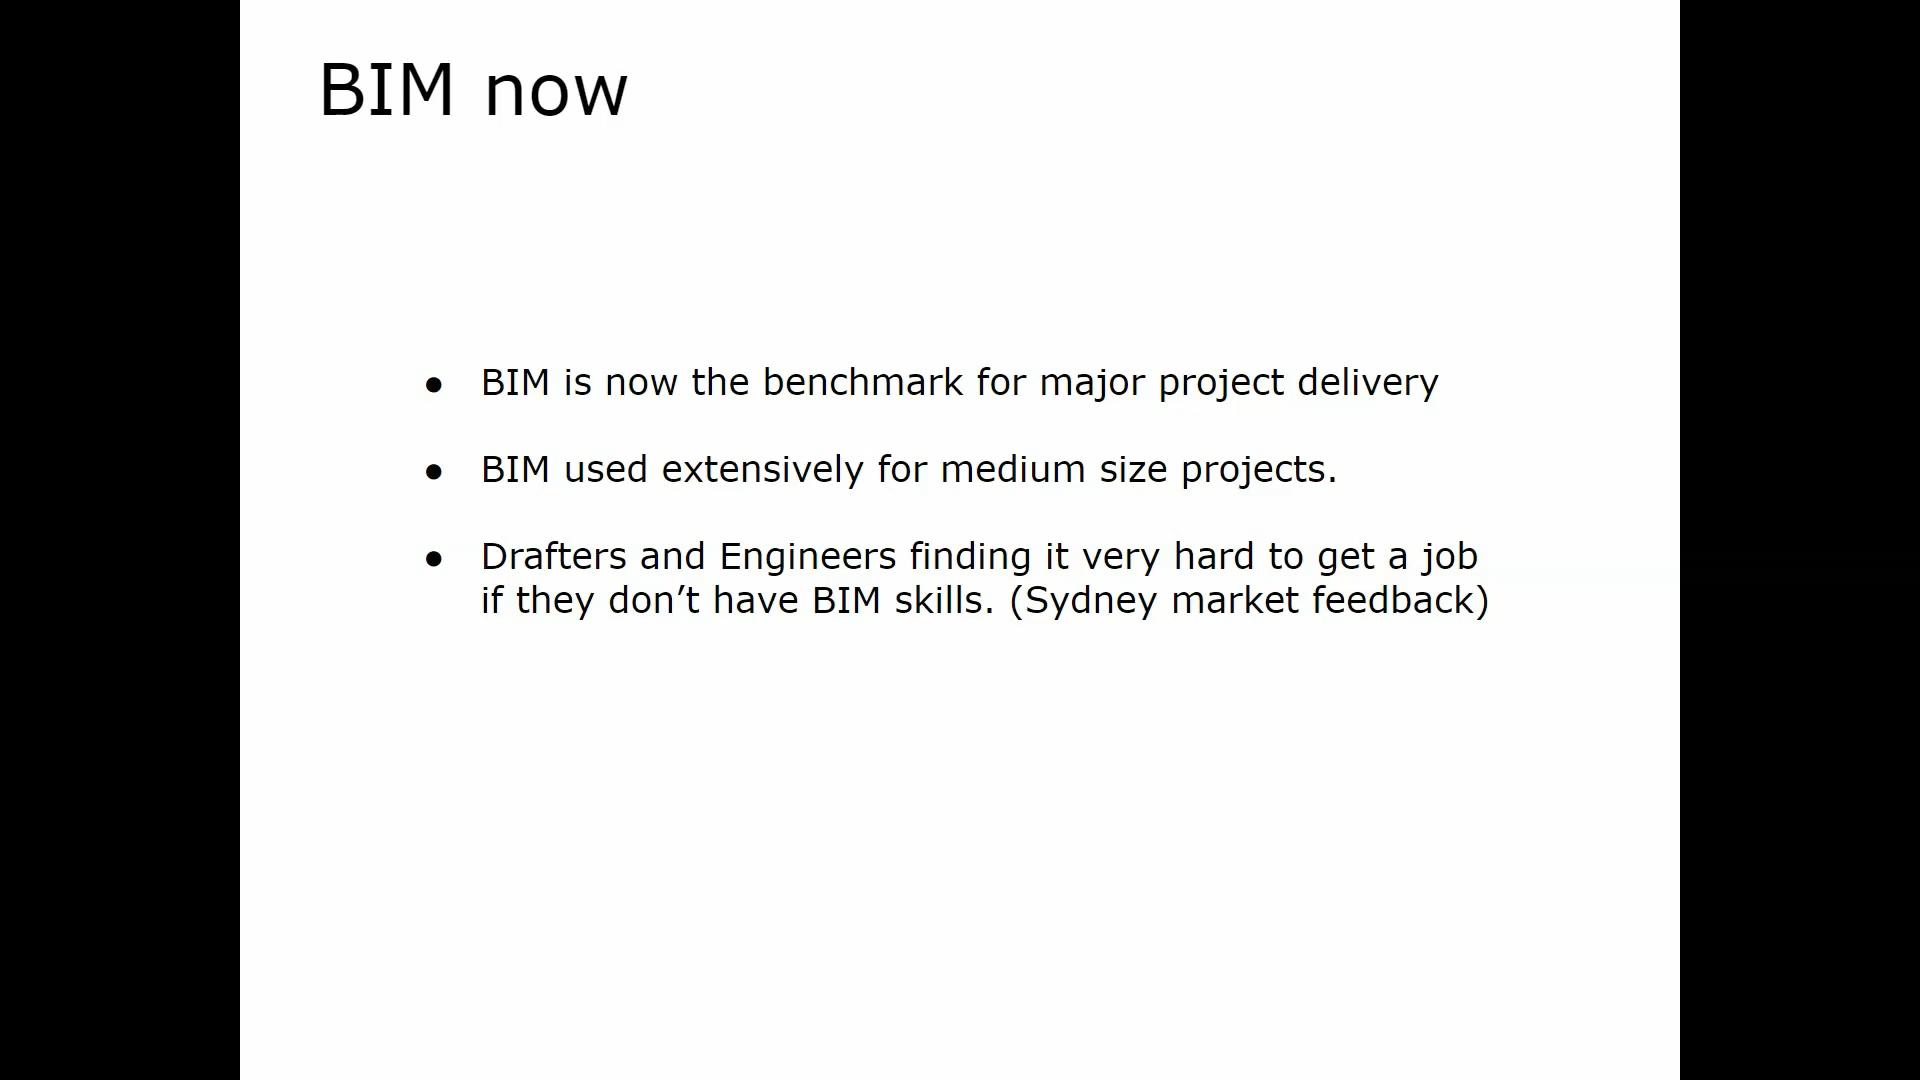 BIM now
● BIM is now the benchmark for major project delivery
● BIM used extensively for medium size projects.
● Drafters and Engineers finding it very hard to get a job
if they don’t have BIM skills. (Sydney market feedback)